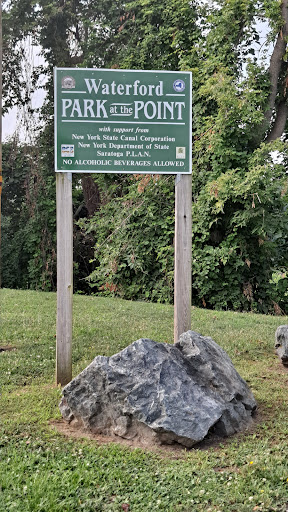 Waterford
PARK at the POINT
with support from
New York State Canal Corporation
New York Department of State
Saratoga P.L.A.N.
NO ALCOHOLIC BEVERAGES ALLOWED